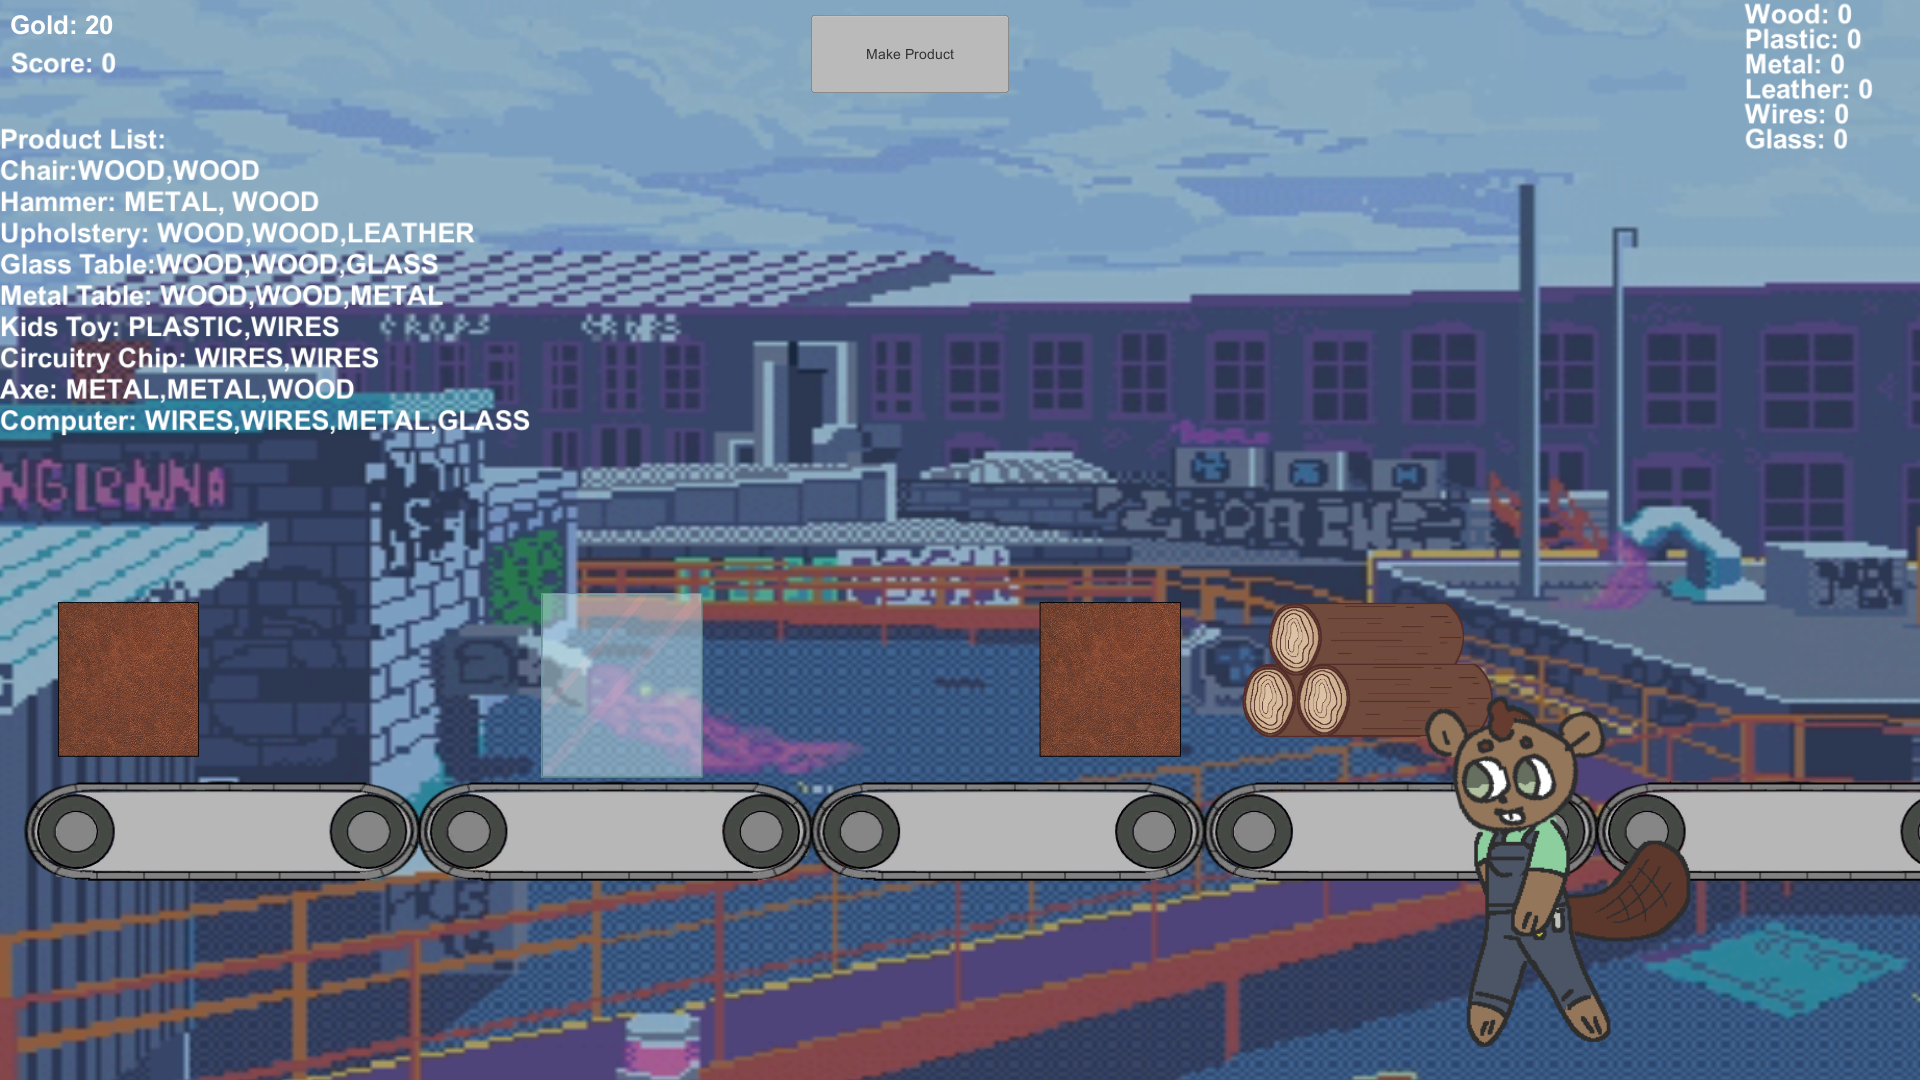 Gold: 20
Score: 0
Make Product
Wood: 0
Plastic: 0
Metal: 0
Leather: 0
Wires: 0
Glass: 0
Product List:
Chair:WOOD,WOOD
Hammer: METAL, WOOD
Upholstery: WOOD,WOOD,LEATHER
Glass Table:WOOD,WOOD,GLASS
Metal Table: WOOD,WOOD,METAL
Kids Toy: PLASTIC,WIRES
Circuitry Chip: WIRES,WIRES
Axe: METAL,METAL,WOOD
Computer: WIRES,WIRES,METAL,GLASS